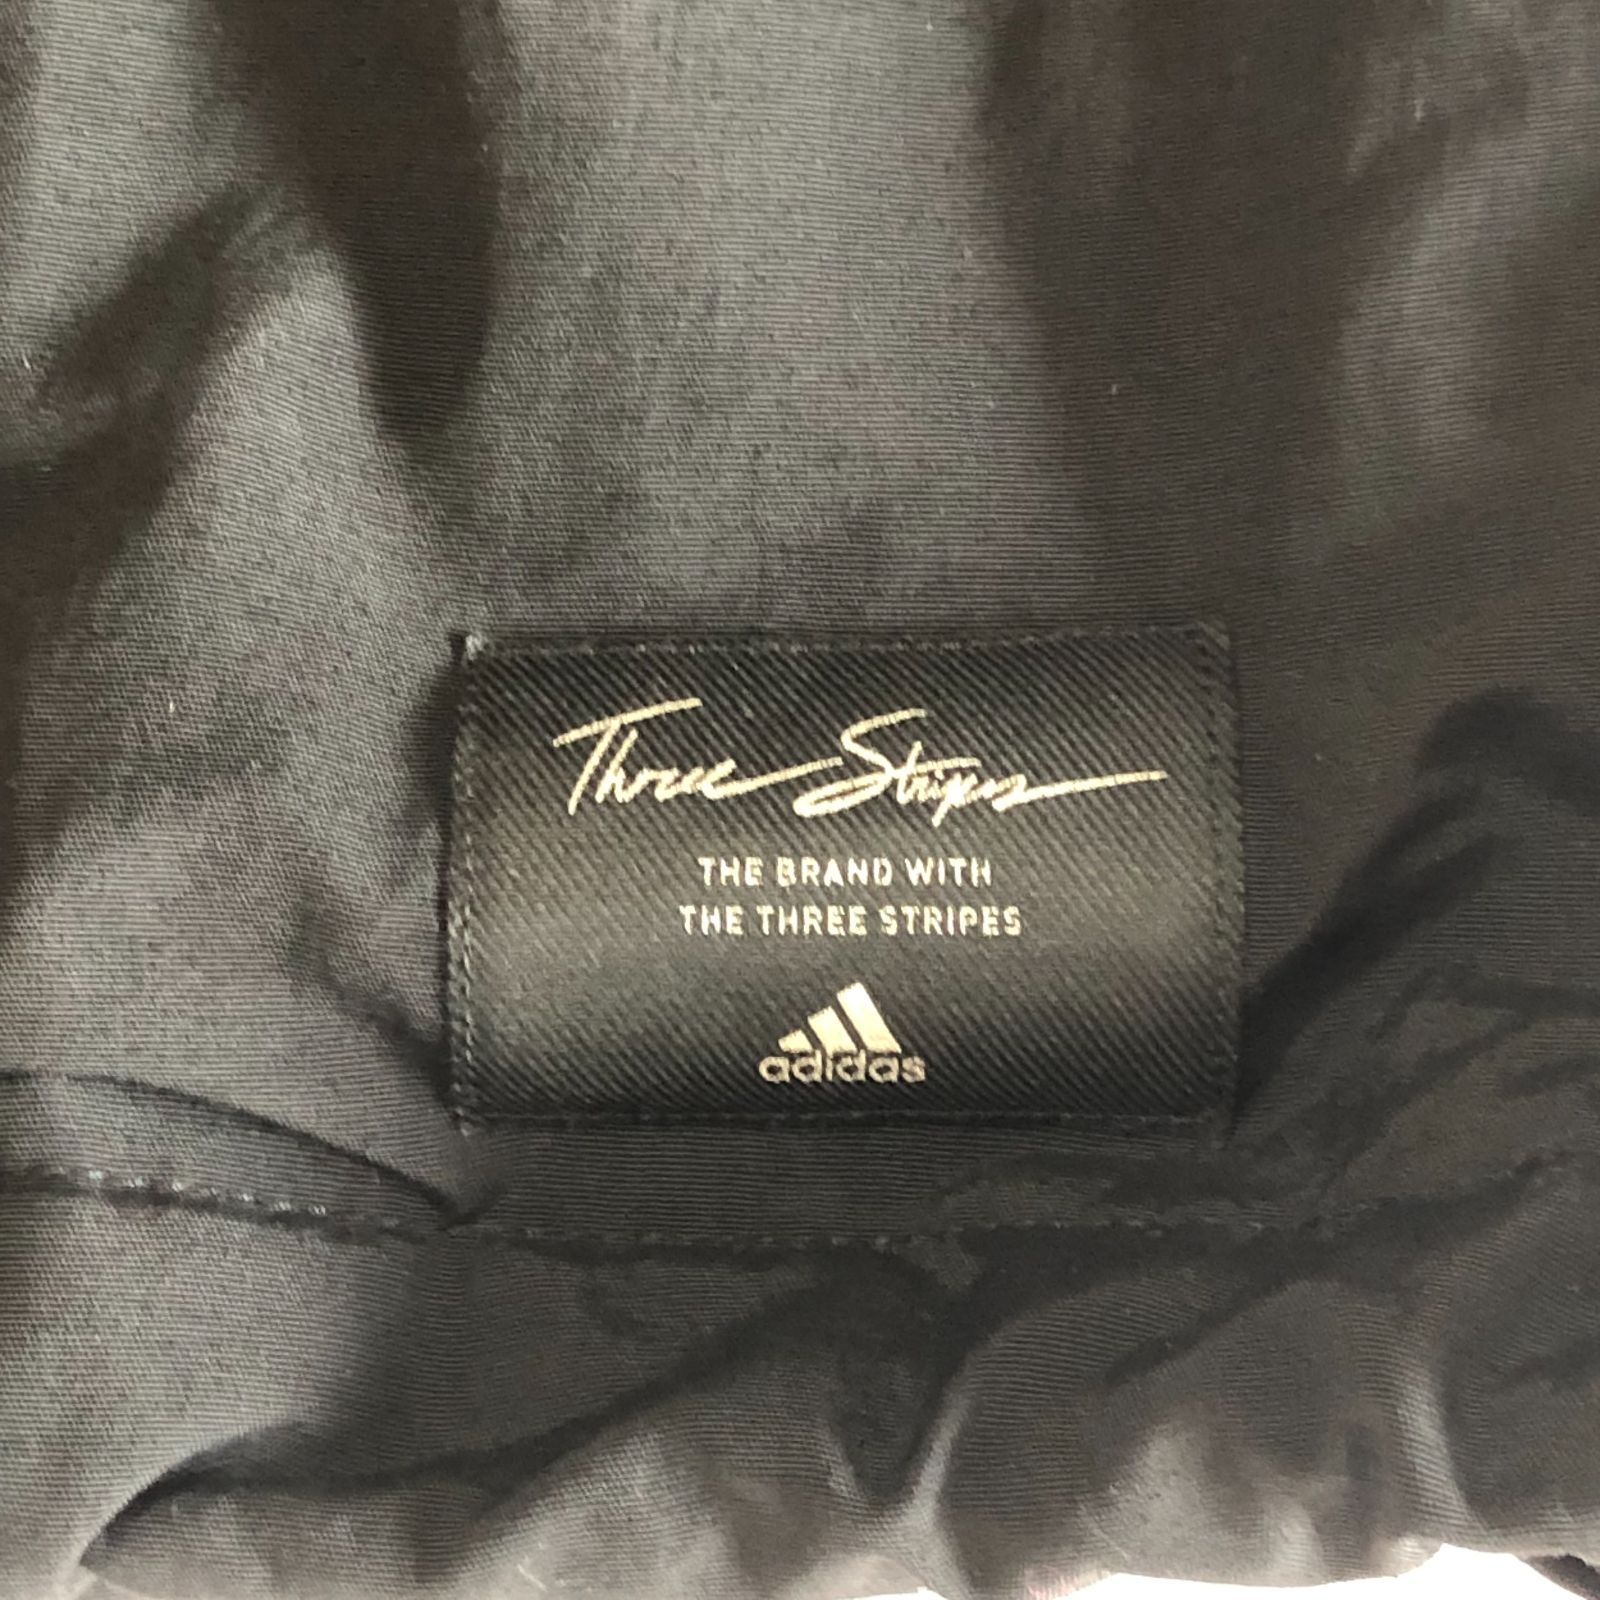 Three Stripes
THE BRAND WITH
THE THREE STRIPES
adidas